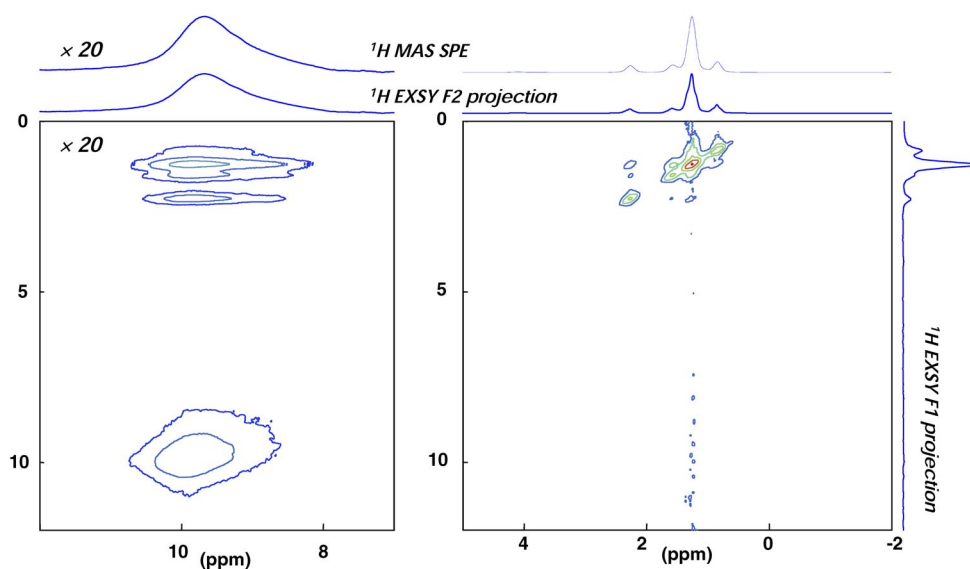 × 20
¹H MAS SPE
¹H EXSY F2 projection
0
× 20
5
10
10
8
(ppm)
0
5
10
4
2
0
-2
(ppm)
¹H EXSY F1 projection